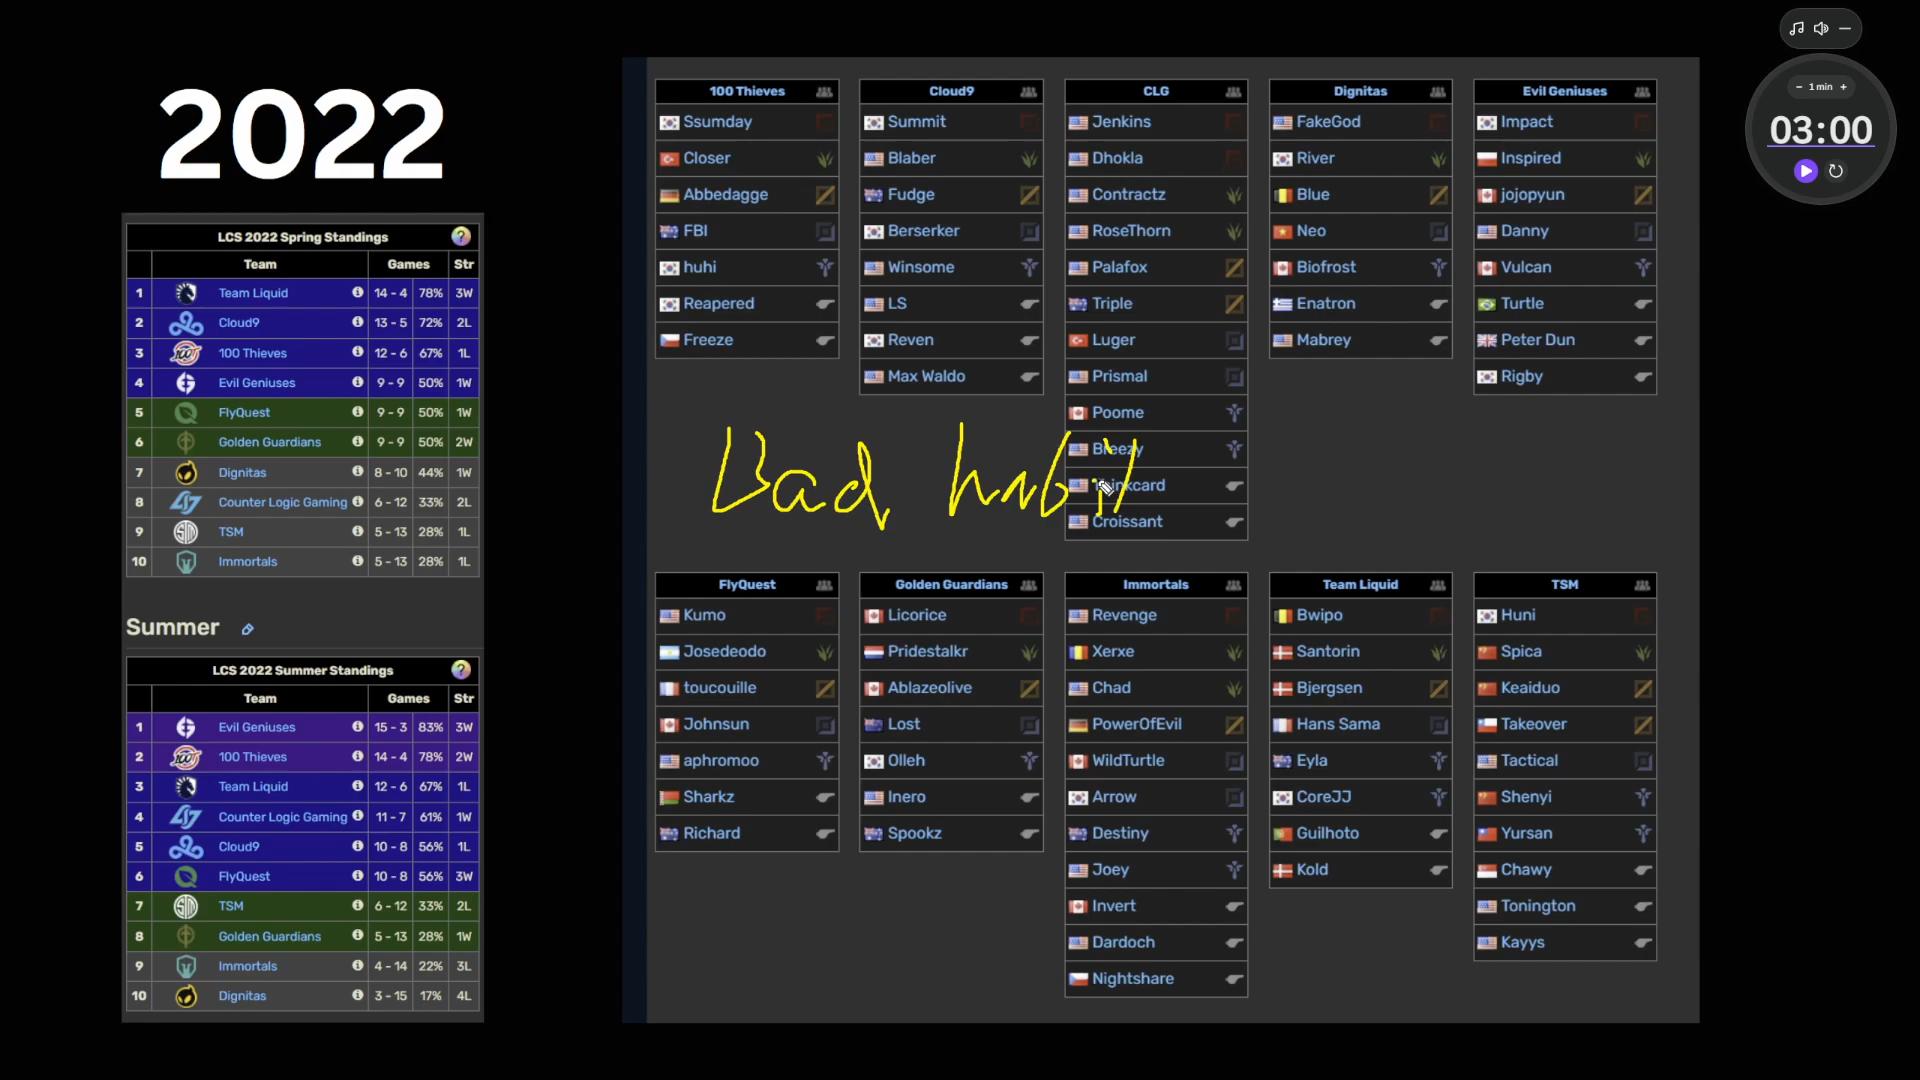 2022
LCS 2022 Spring Standings
Team Games Str
1 Team Liquid 14 - 4 78% 3W
2 Cloud9 13 - 5 72% 2L
3 100 Thieves 12 - 6 67% 1L
4 Evil Geniuses 9 - 9 50% 1W
5 FlyQuest 9 - 9 50% 1W
6 Golden Guardians 9 - 9 50% 2W
7 Dignitas 8 - 10 44% 1W
8 Counter Logic Gaming 6 - 12 33% 2L
9 TSM 5 - 13 28% 1L
10 Immortals 5 - 13 28% 1L
Summer
LCS 2022 Summer Standings
Team Games Str
1 Evil Geniuses 15 - 3 83% 3W
2 100 Thieves 14 - 4 78% 2W
3 Team Liquid 12 - 6 67% 1L
4 Counter Logic Gaming 11 - 7 61% 1W
5 Cloud9 10 - 8 56% 1L
6 FlyQuest 10 - 8 56% 3W
7 TSM 6 - 12 33% 2L
8 Golden Guardians 5 - 13 28% 1W
9 Immortals 4 - 14 22% 3L
10 Dignitas 3 - 15 17% 4L
100 Thieves
Ssumday
Closer
Abbedagge
FBI
huhi
Reapered
Freeze
Cloud9
Summit
Blaber
Fudge
Berserker
Winsome
LS
Reven
Max Waldo
CLG
Jenkins
Dhokla
Contractz
RoseThorn
Palafox
Triple
Luger
Prismal
Poome
Breezy
Croissant
Dignitas
FakeGod
River
Blue
Neo
Biofrost
Enatron
Mabrey
Evil Geniuses
Impact
Inspired
jojopyun
Danny
Vulcan
Turtle
Peter Dun
Rigby
Bad habit
FlyQuest
Kumo
Josedeodo
toucouille
Johnsun
aphromoo
Sharkz
Richard
Golden Guardians
Licorice
Pridestalkr
Ablazeolive
Lost
Olleh
Inero
Spookz
Immortals
Revenge
Xerxe
Chad
PowerOfEvil
WildTurtle
Arrow
Destiny
Joey
Invert
Dardoch
Nightshare
Team Liquid
Bwipo
Santorin
Bjergsen
Hans Sama
Eyla
CoreJJ
Guilhoto
Kold
TSM
Huni
Spica
Keaiduo
Takeover
Tactical
Shenyi
Yursan
Chawy
Tonington
Kayys
- 1 min +
03:00